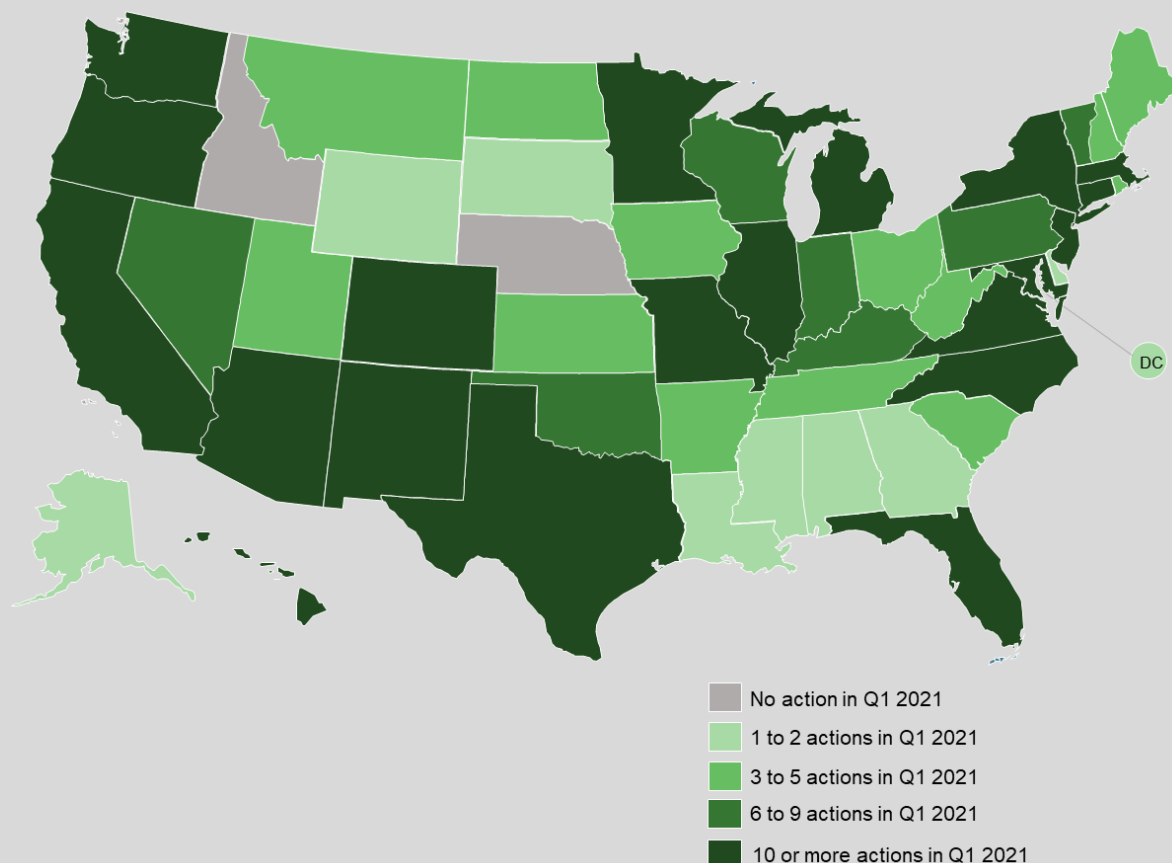 DC
No action in Q1 2021
1 to 2 actions in Q1 2021
3 to 5 actions in Q1 2021
6 to 9 actions in Q1 2021
10 or more actions in Q1 2021